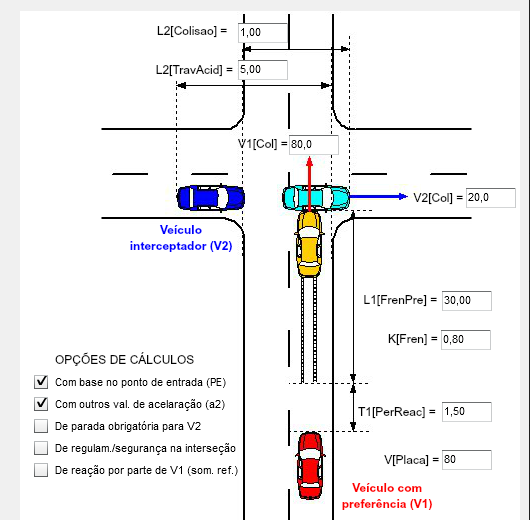 L2[Colisao] = 1,00
L2[TravAcid] = 5,00
V1[Col] = 80,0
V2[Col] = 20,0
Veículo
interceptador (V2)
L1[FrenPre] = 30,00
K[Fren] = 0,80
OPÇÕES DE CÁLCULOS
Com base no ponto de entrada (PE)
Com outros val. de acelaração (a2)
De parada obrigatória para V2
De regulam./segurança na interseção
De reação por parte de V1 (som. ref.)
T1[PerReac] = 1,50
V[Placa] = 80
Veículo com
preferência (V1)